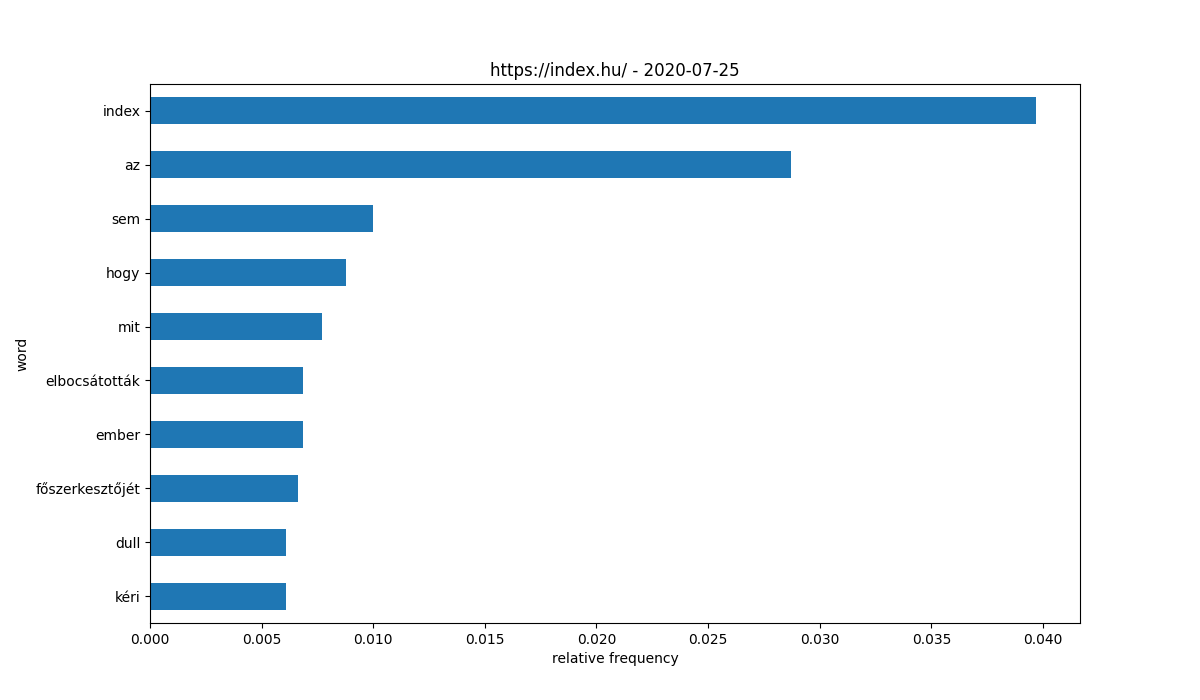 https://index.hu/ - 2020-07-25
word
index
az
sem
hogy
mit
elbocsátották
ember
főszerkesztőjét
dull
kéri
0.000 0.005 0.010 0.015 0.020 0.025 0.030 0.035 0.040
relative frequency